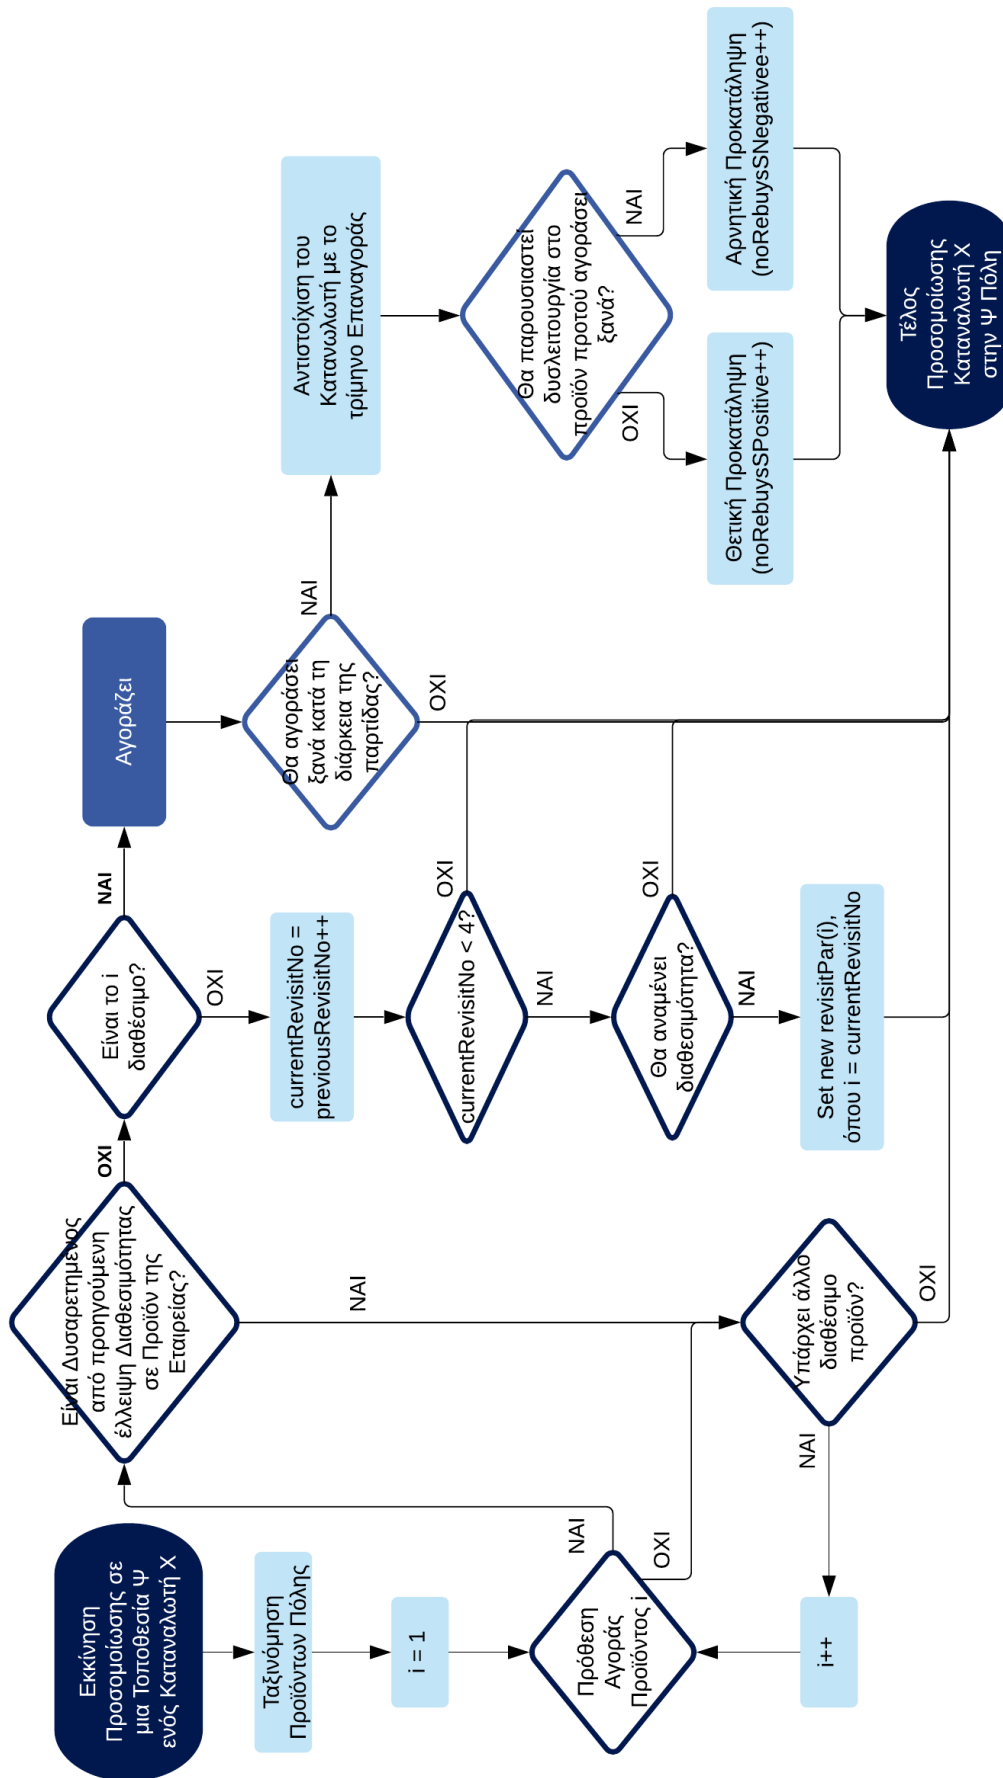 Εκκίνηση
Προσομοίωσης σε
μια Τοποθεσία Ψ
ενός Καταναλωτή Χ
Ταξινόμηση
Προϊόντων Πόλης
i = 1
Πρόθεση
Αγοράς
Προϊόντος i
ΝΑΙ
ΟΧΙ
i++
ΝΑΙ
Υπάρχει άλλο
διαθέσιμο
προϊόν?
ΟΧΙ
Είναι Δυσαρετημένος
από προηγούμενη
έλλειψη Διαθεσιμότητας
σε Προϊόν της
Εταιρείας?
ΝΑΙ
ΟΧΙ
Είναι το i
διαθέσιμο?
ΝΑΙ
ΟΧΙ
currentRevisitNo =
previousRevisitNo++
currentRevisitNo < 4?
ΟΧΙ
ΝΑΙ
Θα αναμένει
διαθεσιμότητα?
ΟΧΙ
ΝΑΙ
Set new revisitPar(i),
όπου i = currentRevisitNo
Αγοράζει
Θα αγοράσει
ξανά κατά τη
διάρκεια της
παρτίδας?
ΝΑΙ
ΟΧΙ
Αντιστοίχιση του
Κατανωλωτή με το
τρίμηνο Επαναγοράς
Θα παρουσιαστεί
δυσλειτουργία στο
προϊόν προτού αγοράσει
ξανά?
ΟΧΙ
ΝΑΙ
Θετική Προκατάληψη
(noRebuysSPositive++)
Αρνητική Προκατάληψη
(noRebuysSNegativee++)
Τέλος
Προσομοίωσης
Καταναλωτή Χ
στην Ψ Πόλη